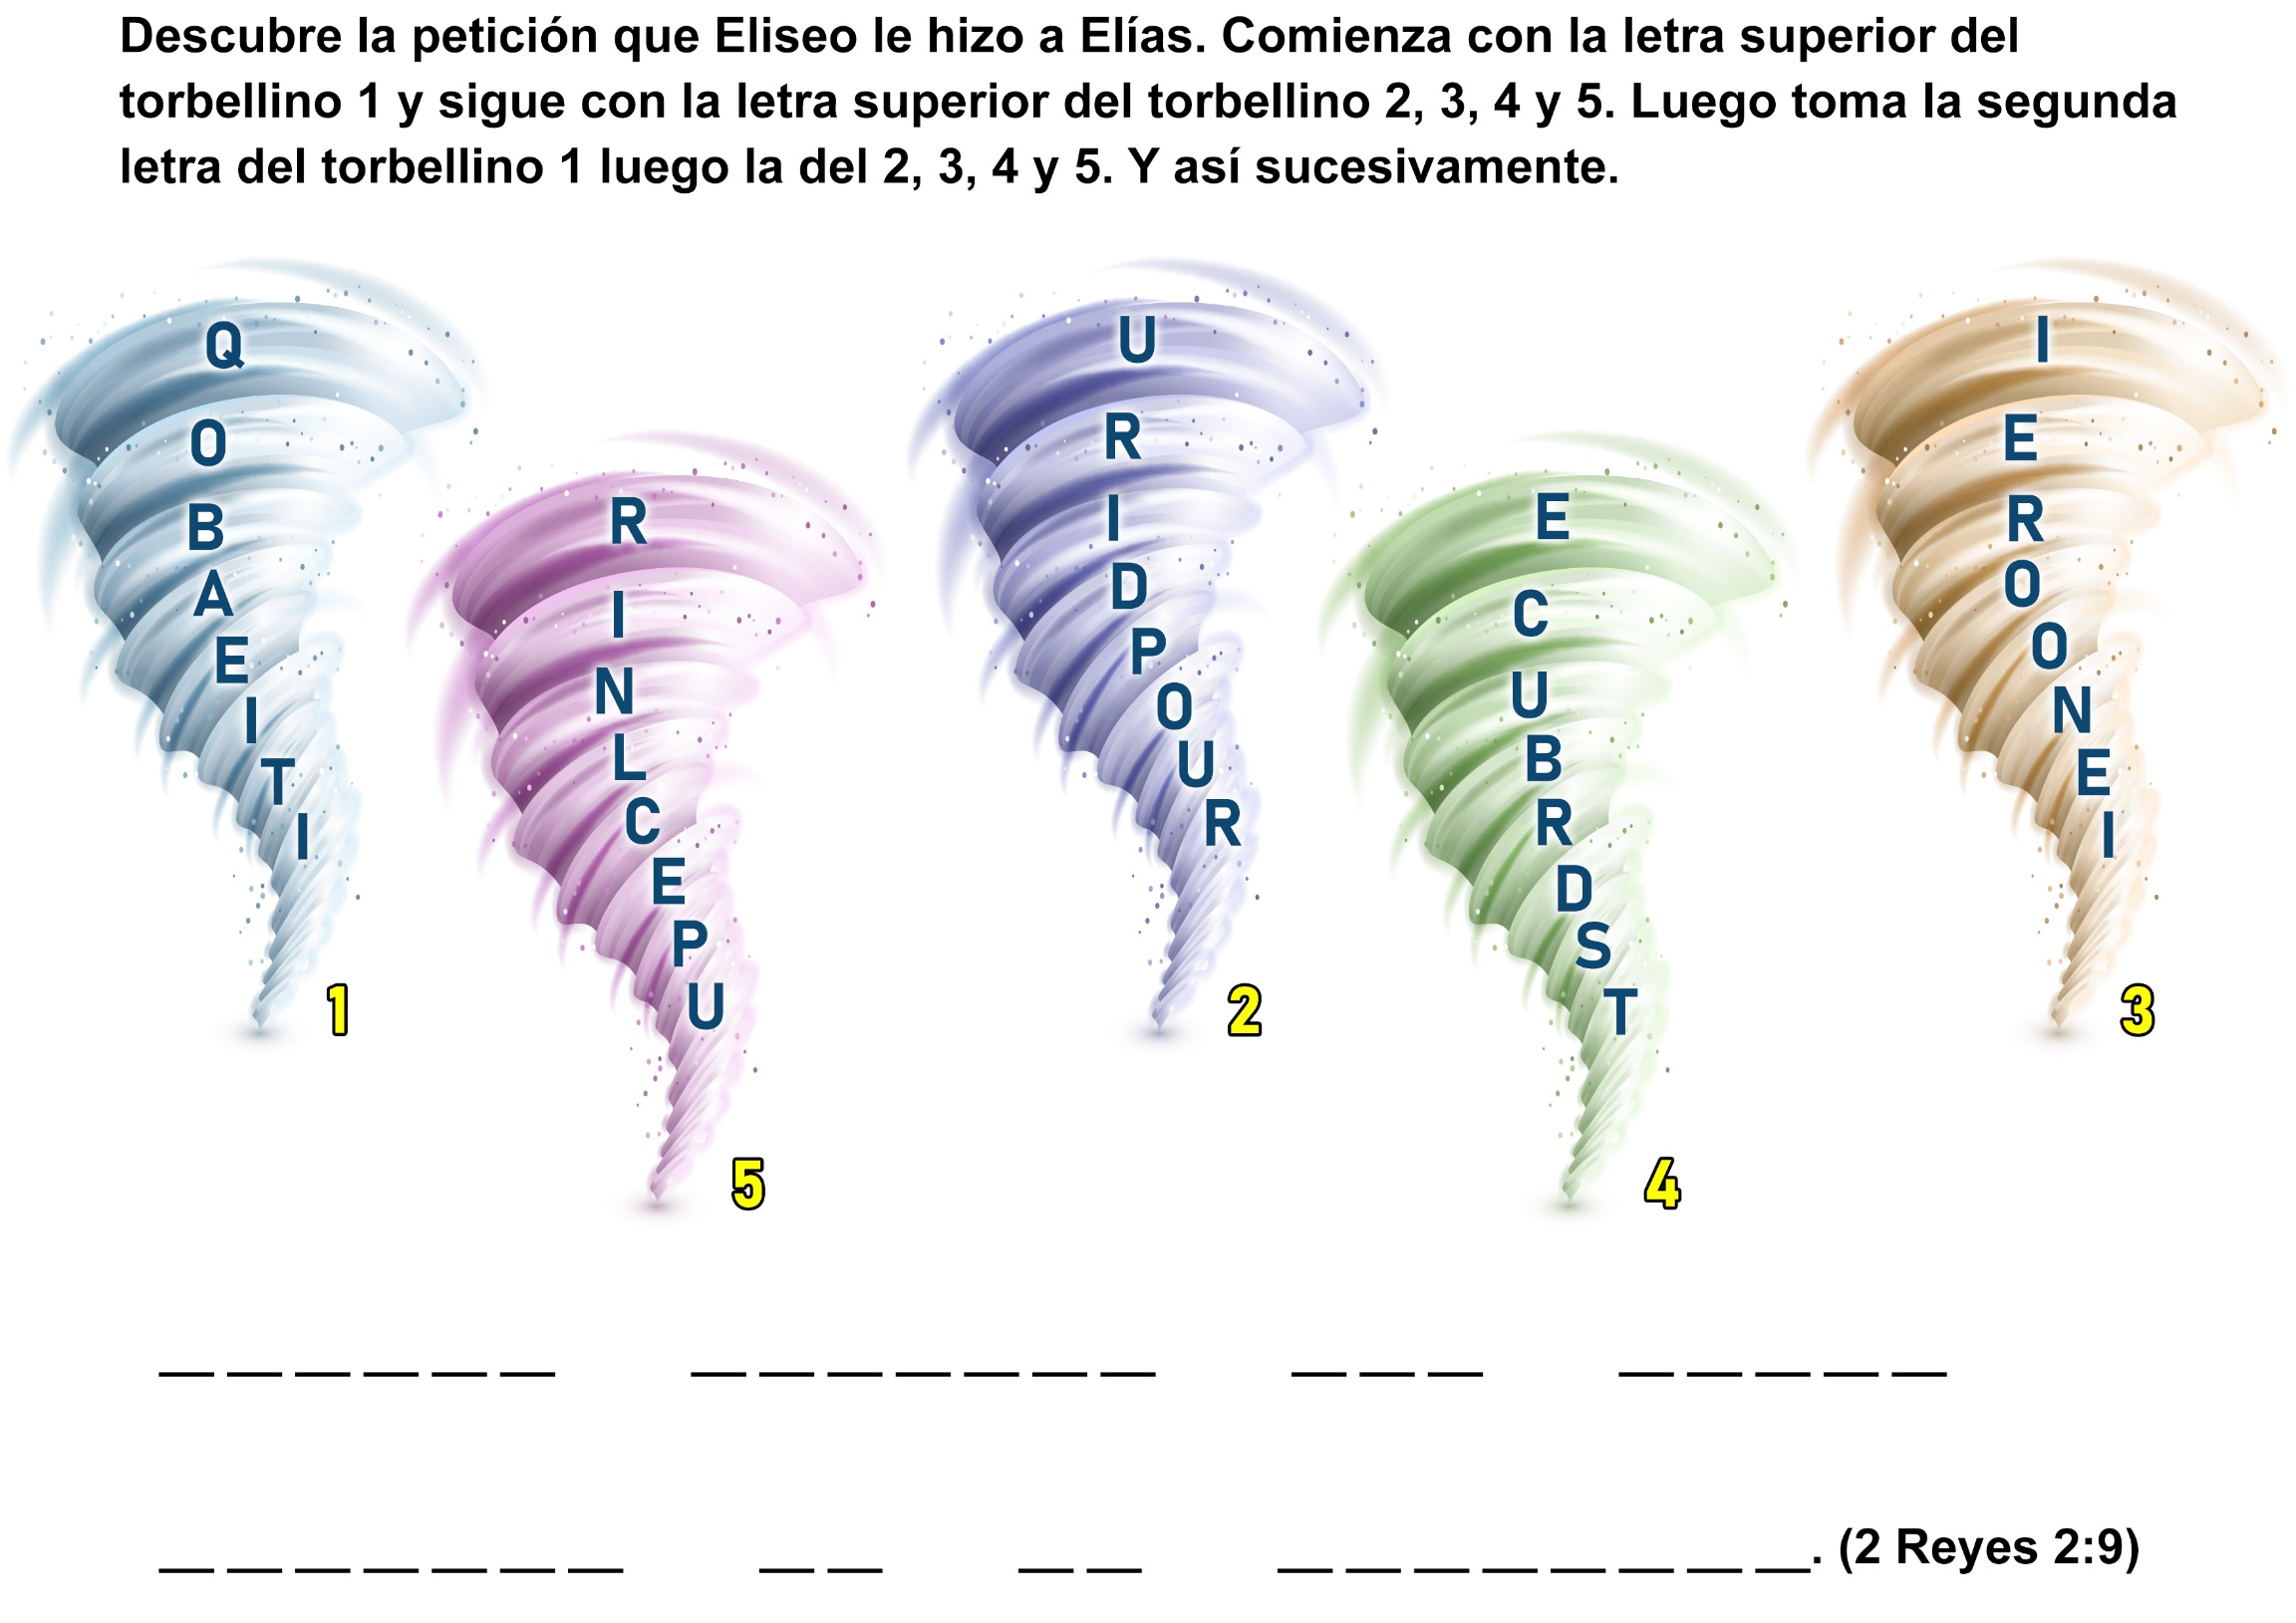 Descubre la petición que Eliseo le hizo a Elías. Comienza con la letra superior del
torbellino 1 y sigue con la letra superior del torbellino 2, 3, 4 y 5. Luego toma la segunda
letra del torbellino 1 luego la del 2, 3, 4 y 5. Y así sucesivamente.
Q
O
B
A
E
I
T
I
1
R
I
N
L
C
E
P
U
5
U
R
I
D
P
O
U
R
2
E
C
U
B
R
D
S
T
4
I
E
R
O
O
N
E
I
3
_ _ _ _ _ _ _ _ _ _ _ _ _ _ _ _ _ _ _ _ _
_ _ _ _ _ _ _ _ _ _ _ _ _ _ _ _ _ _ _. (2 Reyes 2:9)